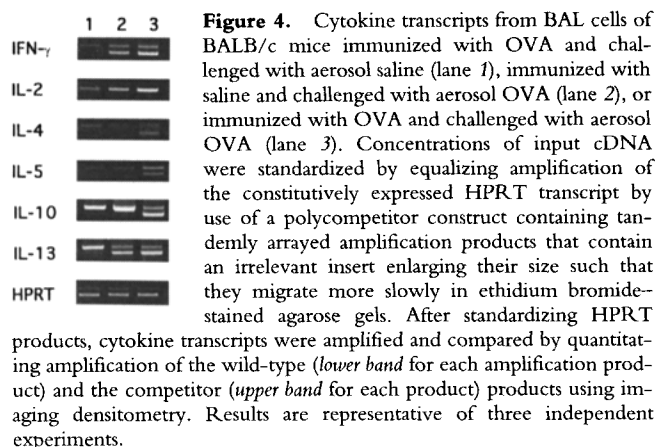 1 2 3
IFN-γ
IL-2
IL-4
IL-5
IL-10
IL-13
HPRT
Figure 4. Cytokine transcripts from BAL cells of
BALB/c mice immunized with OVA and chal-
lenged with aerosol saline (lane 1), immunized with
saline and challenged with aerosol OVA (lane 2), or
immunized with OVA and challenged with aerosol
OVA (lane 3). Concentrations of input cDNA
were standardized by equalizing amplification of
the constitutively expressed HPRT transcript by
use of a polycompetitor construct containing tan-
demly arrayed amplification products that contain
an irrelevant insert enlarging their size such that
they migrate more slowly in ethidium bromide–
stained agarose gels. After standardizing HPRT
products, cytokine transcripts were amplified and compared by quantitat-
ing amplification of the wild-type (lower band for each amplification prod-
uct) and the competitor (upper band for each product) products using im-
aging densitometry. Results are representative of three independent
experiments.